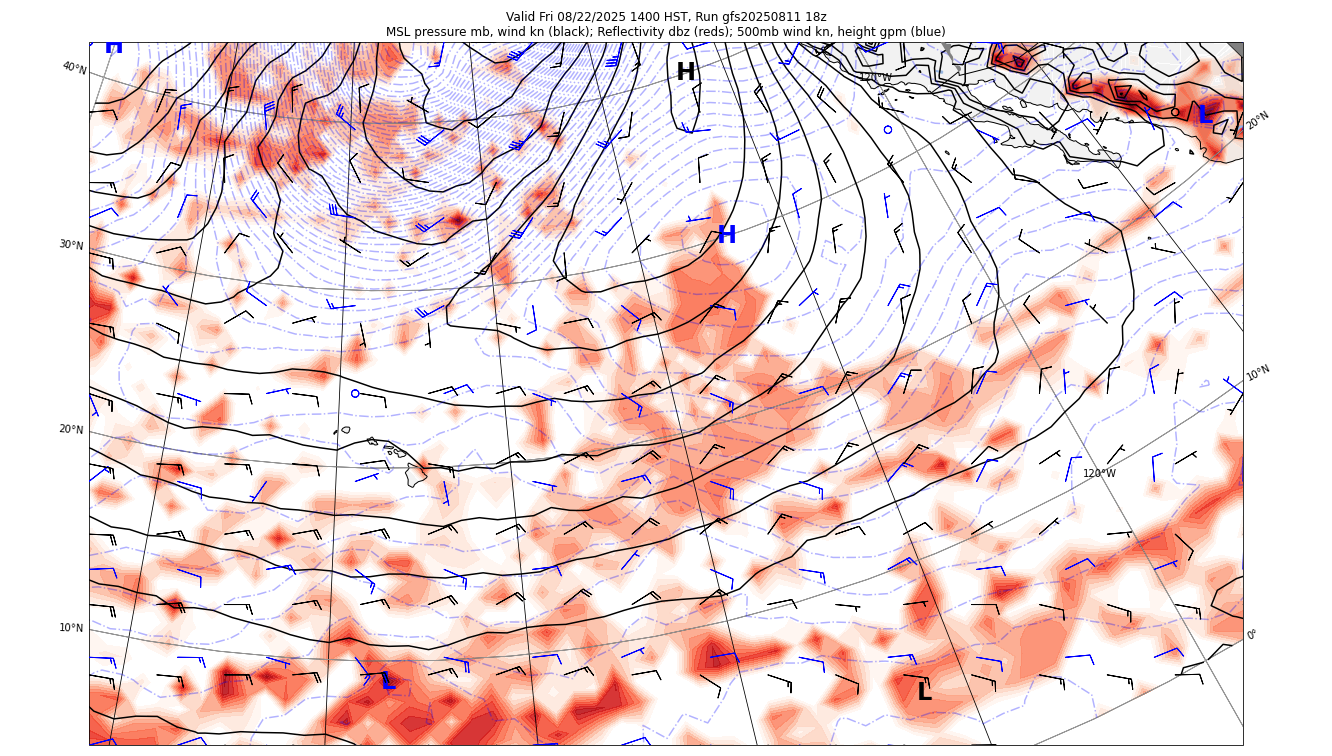 Valid Fri 08/22/2025 1400 HST, Run gfs20250811 18z
MSL pressure mb, wind kn (black); Reflectivity dbz (reds); 500mb wind kn, height gpm (blue)
H
H
40°N
120°W
L
20°N
H
30°N
10°N
20°N
120°W
10°N
0°
L
L